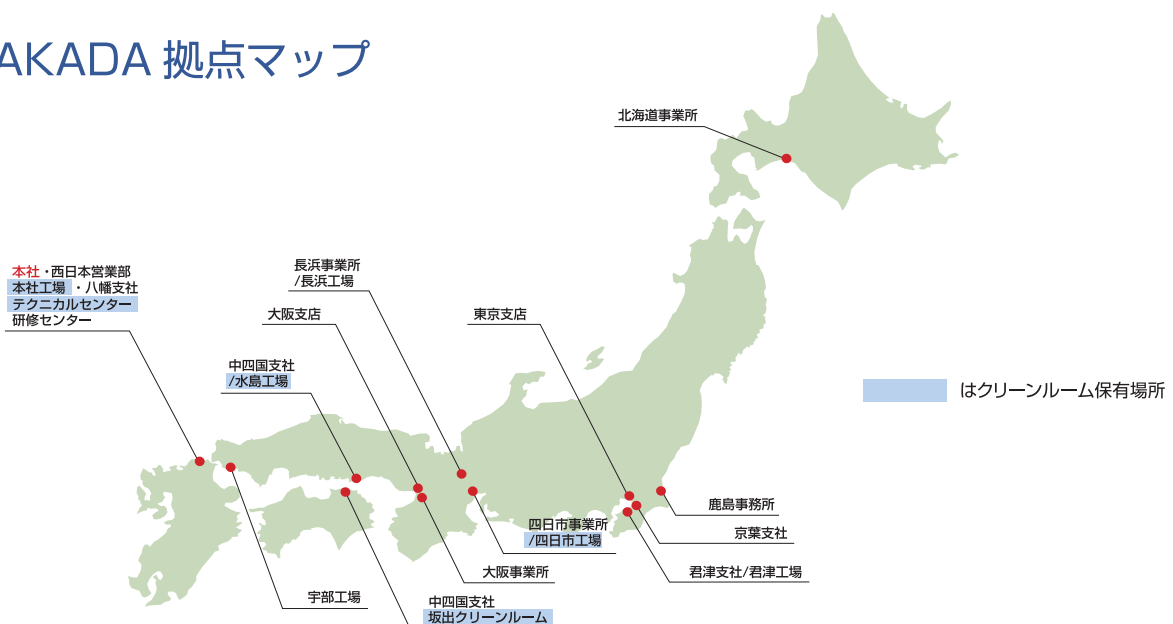 AKADA 拠点マップ
北海道事業所
本社・西日本営業部
本社工場・八幡支社
テクニカルセンター
研修センター
長浜事業所
/長浜工場
大阪支店
東京支店
中四国支社
/水島工場
はクリーンルーム保有場所
鹿島事務所
四日市事業所
/四日市工場
京葉支社
大阪事業所
君津支社/君津工場
宇部工場
中四国支社
坂出クリーンルーム